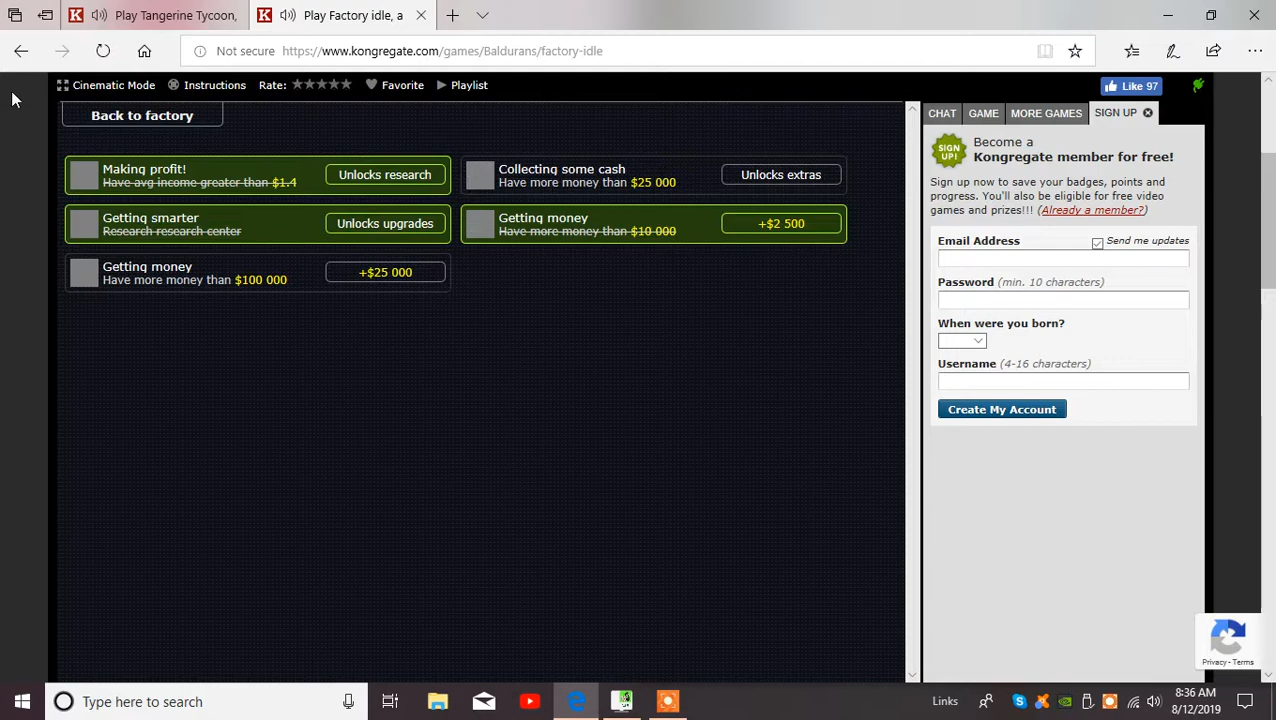 Play Tangerine Tycoon,
Play Factory idle, a
Not secure
https://www.kongregate.com/games/Baldurans/factory-idle
Cinematic Mode
Instructions
Rate:
Favorite
Playlist
Like 97
Back to factory
Making profit!
Have avg income greater than $1.4
Unlocks research
Collecting some cash
Have more money than $25 000
Unlocks extras
Getting smarter
Research research center
Unlocks upgrades
Getting money
Have more money than $10 000
+$2 500
Getting money
Have more money than $100 000
+$25 000
CHAT
GAME
MORE GAMES
SIGN UP
SIGN UP!
Become a
Kongregate member for free!
Sign up now to save your badges, points and
progress. You'll also be eligible for free video
games and prizes!!! (Already a member?)
Email Address
Send me updates
Password (min. 10 characters)
When were you born?
Username (4-16 characters)
Create My Account
Privacy - Terms
Type here to search
Links
8:36 AM
8/12/2019